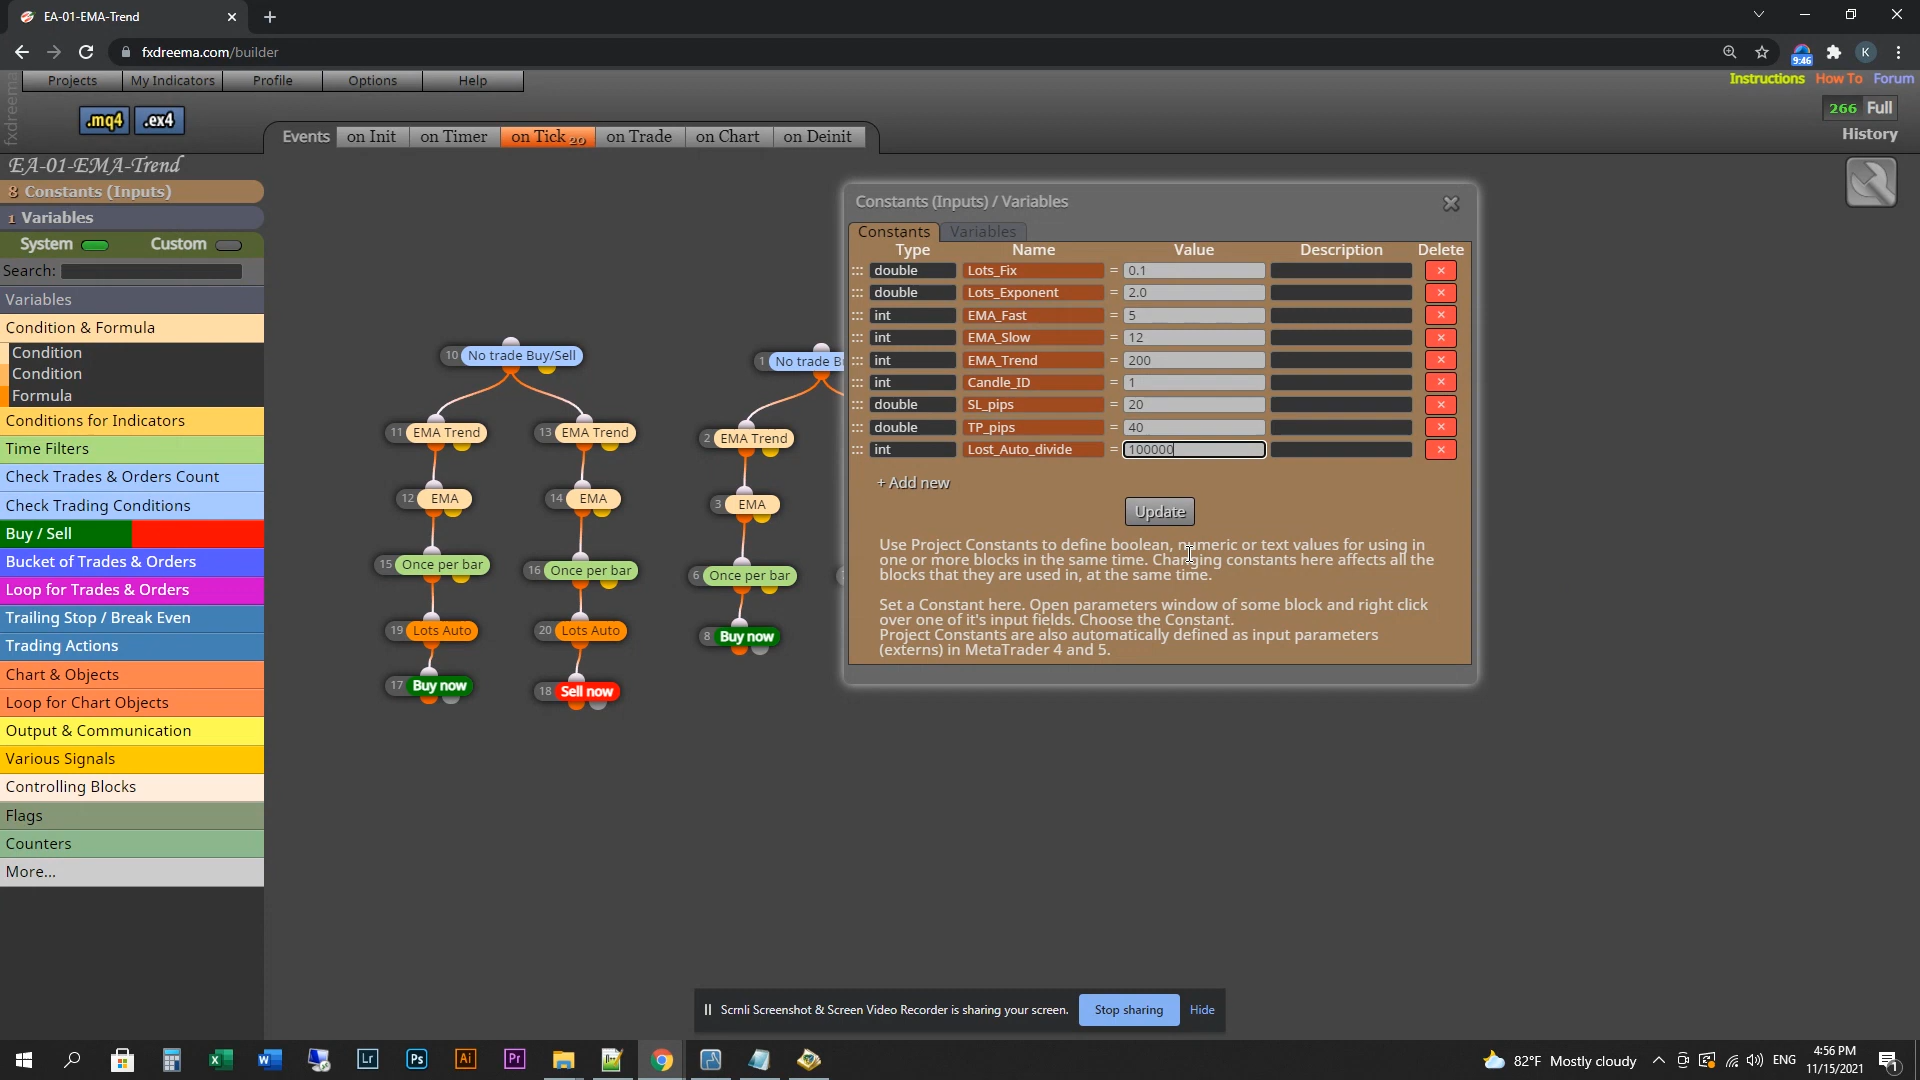 EA-01-EMA-Trend
fxdreema.com/builder
9:46
K
Projects
My Indicators
Profile
Options
Help
Instructions
How To
Forum
fxdreema
.mq4
.ex4
266 Full
History
Events
on Init
on Timer
on Tick 20
on Trade
on Chart
on Deinit
EA-01-EMA-Trend
8 Constants (Inputs)
1 Variables
System
Custom
Search:
Variables
Condition & Formula
Condition
Condition
Formula
Conditions for Indicators
Time Filters
Check Trades & Orders Count
Check Trading Conditions
Buy / Sell
Bucket of Trades & Orders
Loop for Trades & Orders
Trailing Stop / Break Even
Trading Actions
Chart & Objects
Loop for Chart Objects
Output & Communication
Various Signals
Controlling Blocks
Flags
Counters
More...
10 No trade Buy/Sell
11 EMA Trend
13 EMA Trend
12 EMA
14 EMA
15 Once per bar
16 Once per bar
19 Lots Auto
20 Lots Auto
17 Buy now
18 Sell now
1 No trade B
2 EMA Trend
3 EMA
6 Once per bar
8 Buy now
Constants (Inputs) / Variables
Constants
Variables
Type Name Value Description Delete
::: double Lots_Fix = 0.1 ×
::: double Lots_Exponent = 2.0 ×
::: int EMA_Fast = 5 ×
::: int EMA_Slow = 12 ×
::: int EMA_Trend = 200 ×
::: int Candle_ID = 1 ×
::: double SL_pips = 20 ×
::: double TP_pips = 40 ×
::: int Lost_Auto_divide = 100000 ×
+ Add new
Update
Use Project Constants to define boolean, numeric or text values for using in
one or more blocks in the same time. Changing constants here affects all the
blocks that they are used in, at the same time.
Set a Constant here. Open parameters window of some block and right click
over one of it's input fields. Choose the Constant.
Project Constants are also automatically defined as input parameters
(externs) in MetaTrader 4 and 5.
Scrnli Screenshot & Screen Video Recorder is sharing your screen.
Stop sharing
Hide
Lr
Ps
Ai
Pr
82°F Mostly cloudy
ENG
4:56 PM
11/15/2021
1